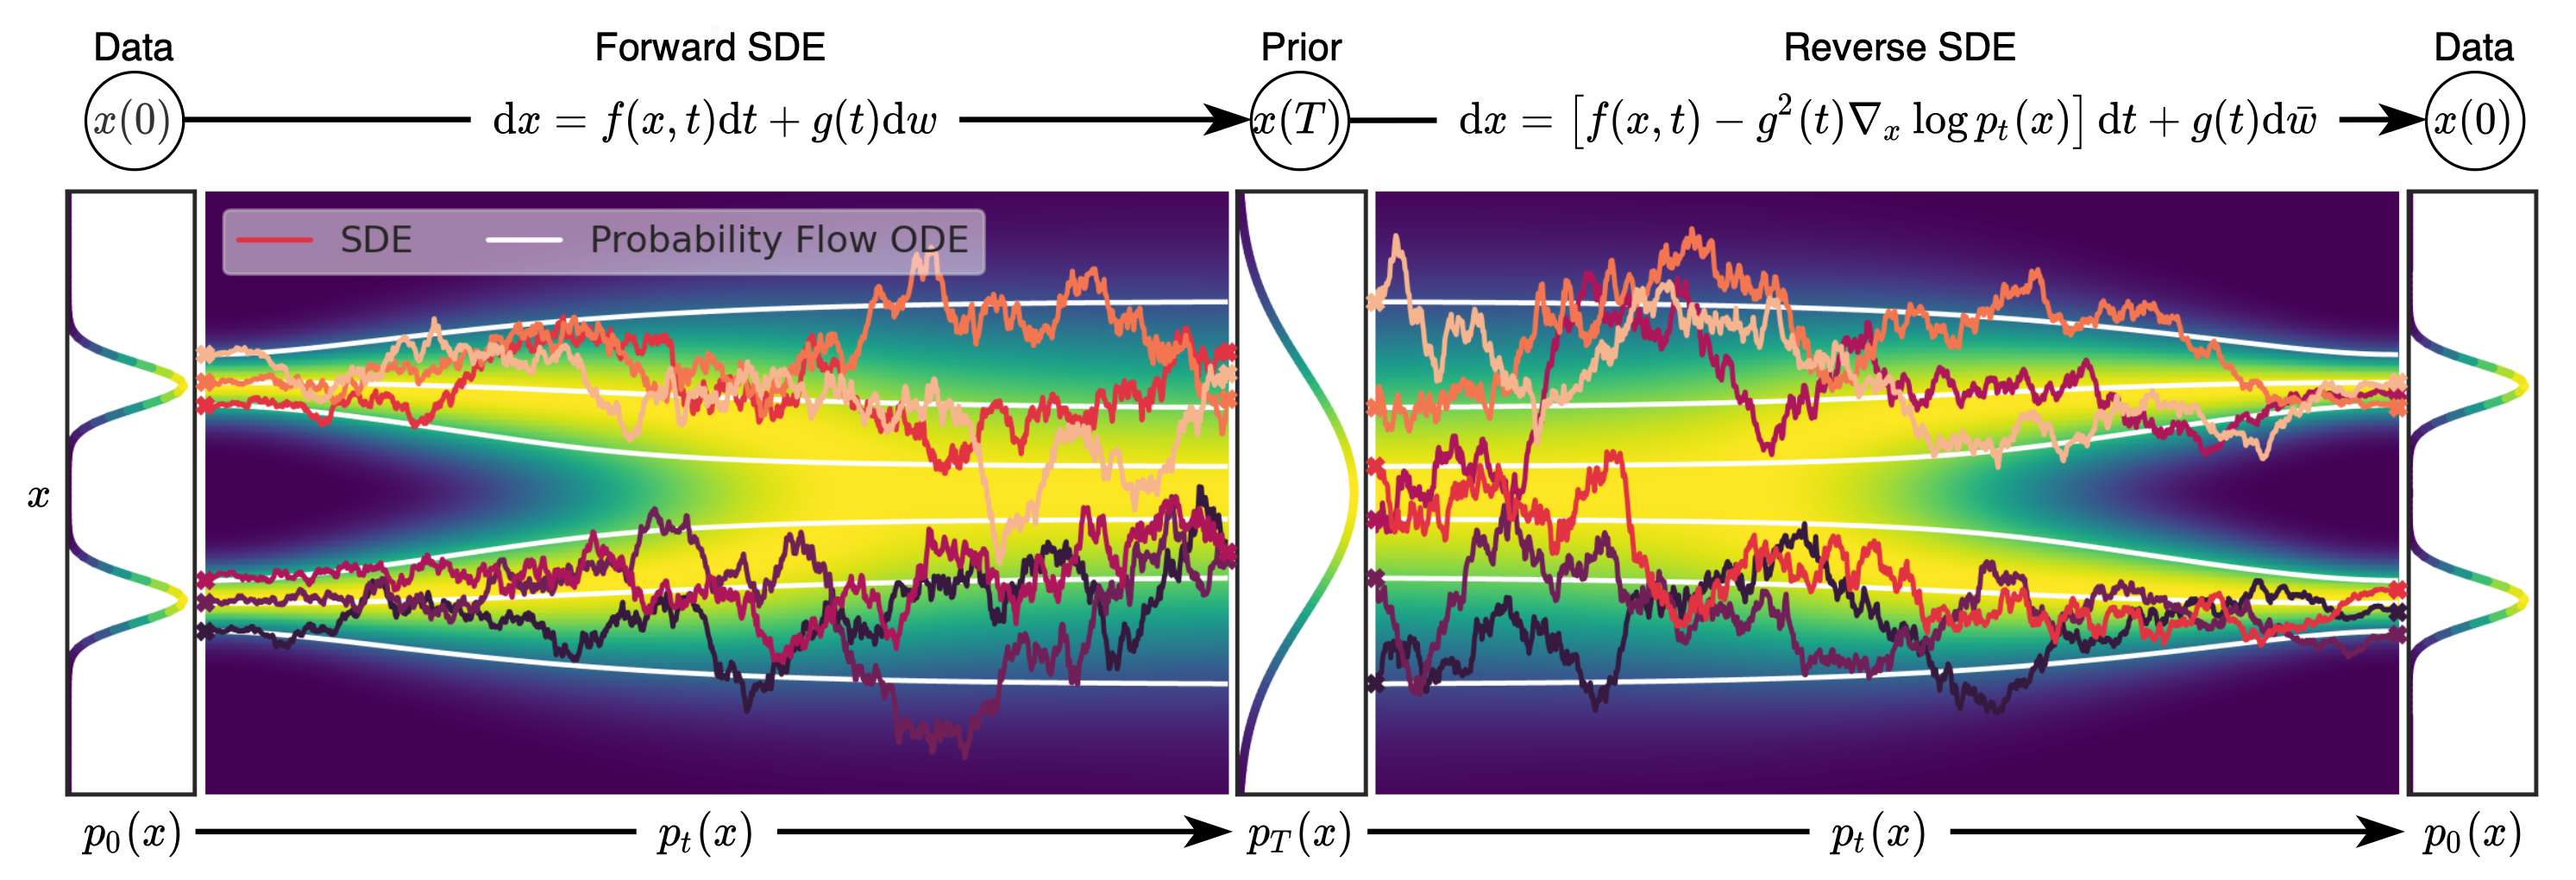 Data Forward SDE Prior Reverse SDE Data
x(0) dx = f(x, t)dt + g(t)dw x(T) dx = [f(x, t) − g²(t)∇ₓ log pₜ(x)] dt + g(t)dw̄ x(0)
SDE Probability Flow ODE
x
p₀(x) pₜ(x) p_T(x) pₜ(x) p₀(x)